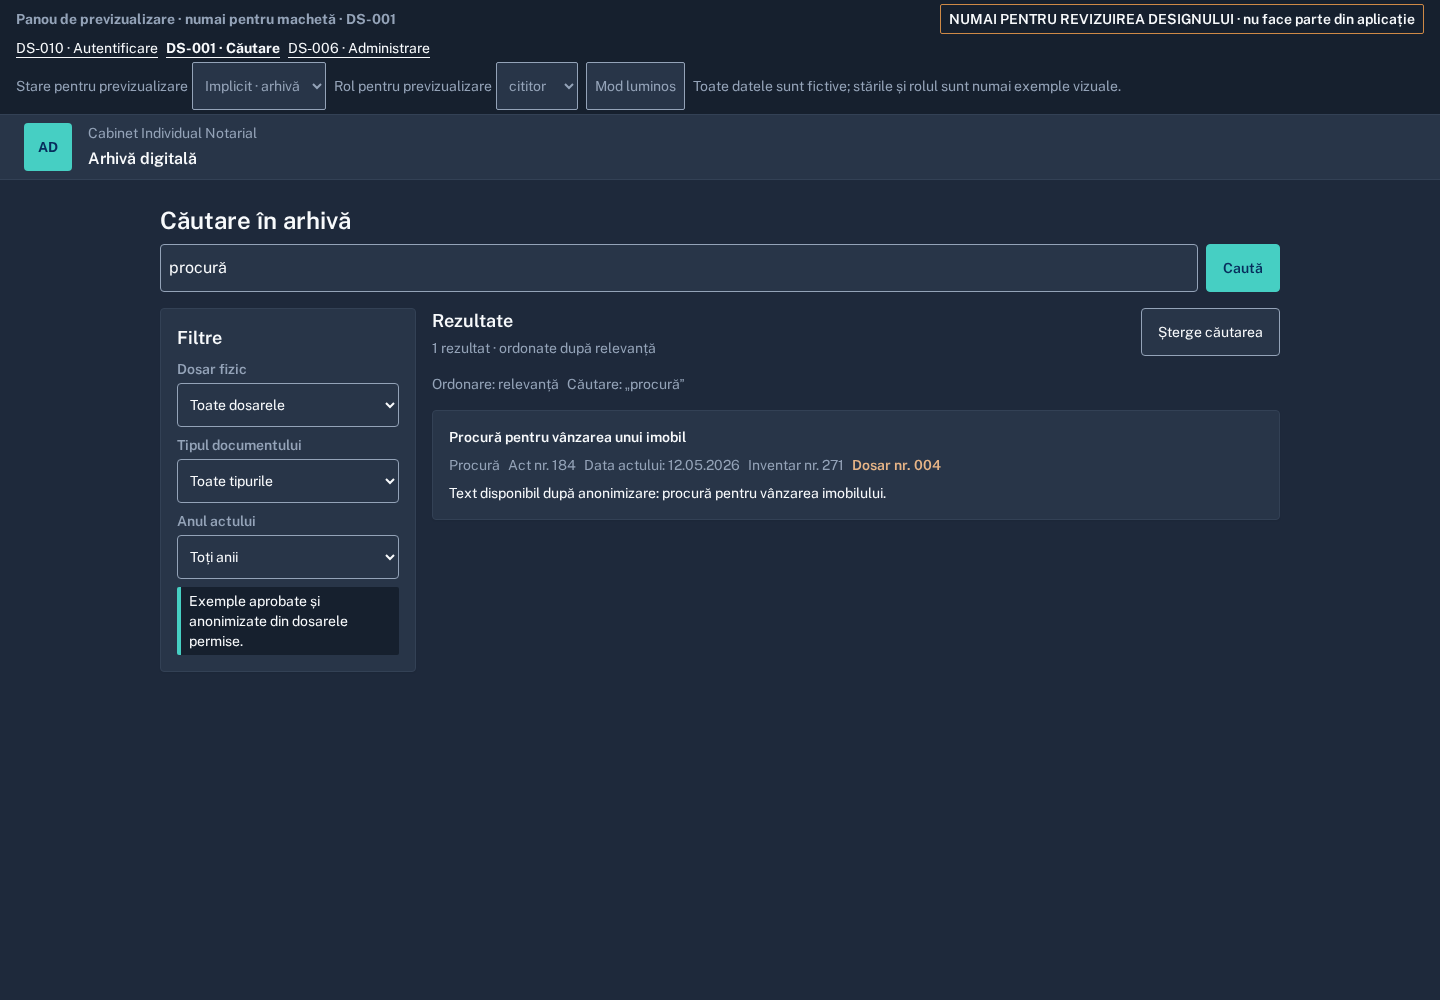 Panou de previzualizare · numai pentru machetă · DS-001
NUMAI PENTRU REVIZUIREA DESIGNULUI · nu face parte din aplicație
DS-010 · Autentificare DS-001 · Căutare DS-006 · Administrare
Stare pentru previzualizare Implicit · arhivă Rol pentru previzualizare cititor Mod luminos Toate datele sunt fictive; stările și rolul sunt numai exemple vizuale.
AD
Cabinet Individual Notarial
Arhivă digitală
Căutare în arhivă
procură
Caută
Filtre
Dosar fizic
Toate dosarele
Tipul documentului
Toate tipurile
Anul actului
Toți anii
Exemple aprobate și
anonimizate din dosarele
permise.
Rezultate
1 rezultat · ordonate după relevanță
Șterge căutarea
Ordonare: relevanță Căutare: „procură”
Procură pentru vânzarea unui imobil
Procură Act nr. 184 Data actului: 12.05.2026 Inventar nr. 271 Dosar nr. 004
Text disponibil după anonimizare: procură pentru vânzarea imobilului.